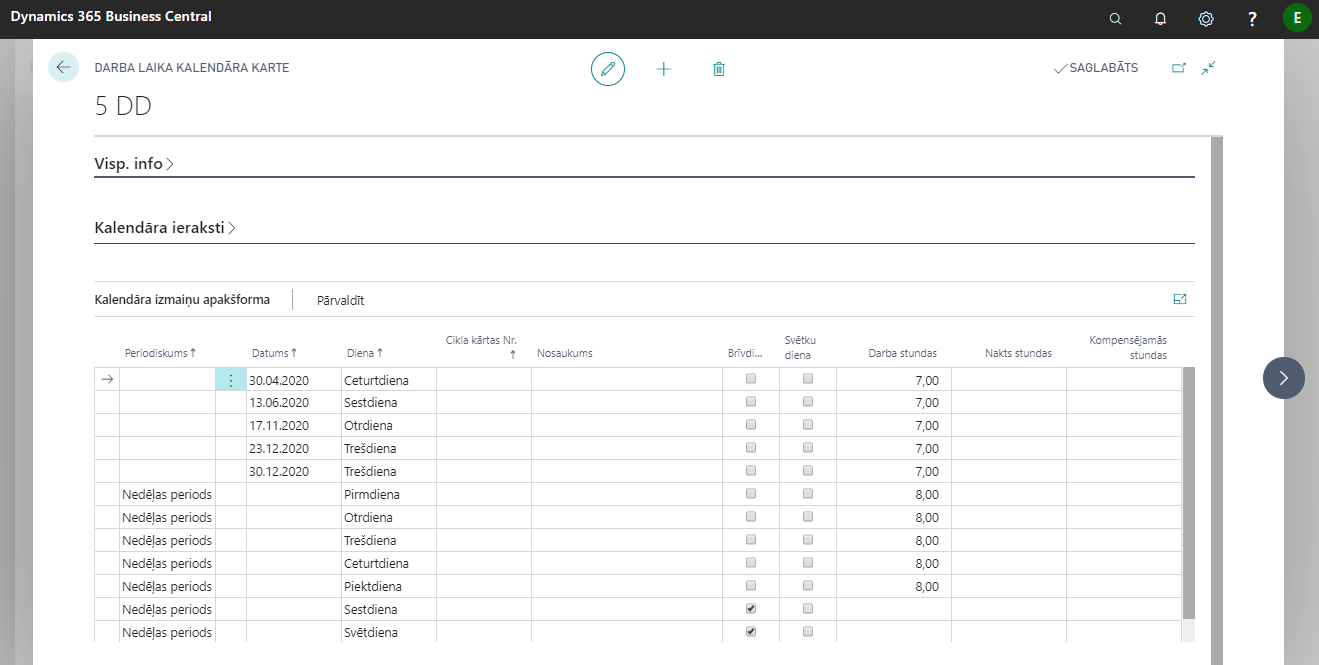 Dynamics 365 Business Central
? E
DARBA LAIKA KALENDĀRA KARTE
SAGLABĀTS
5 DD
Visp. info
Kalendāra ieraksti
Kalendāra izmaiņu apakšforma Pārvaldīt
Periodiskums ↑ Datums ↑ Diena ↑ Cikla kārtas Nr. ↑ Nosaukums Brīvdi... Svētku diena Darba stundas Nakts stundas Kompensējamās stundas
30.04.2020 Ceturtdiena 7,00
13.06.2020 Sestdiena 7,00
17.11.2020 Otrdiena 7,00
23.12.2020 Trešdiena 7,00
30.12.2020 Trešdiena 7,00
Nedēļas periods Pirmdiena 8,00
Nedēļas periods Otrdiena 8,00
Nedēļas periods Trešdiena 8,00
Nedēļas periods Ceturtdiena 8,00
Nedēļas periods Piektdiena 8,00
Nedēļas periods Sestdiena
Nedēļas periods Svētdiena